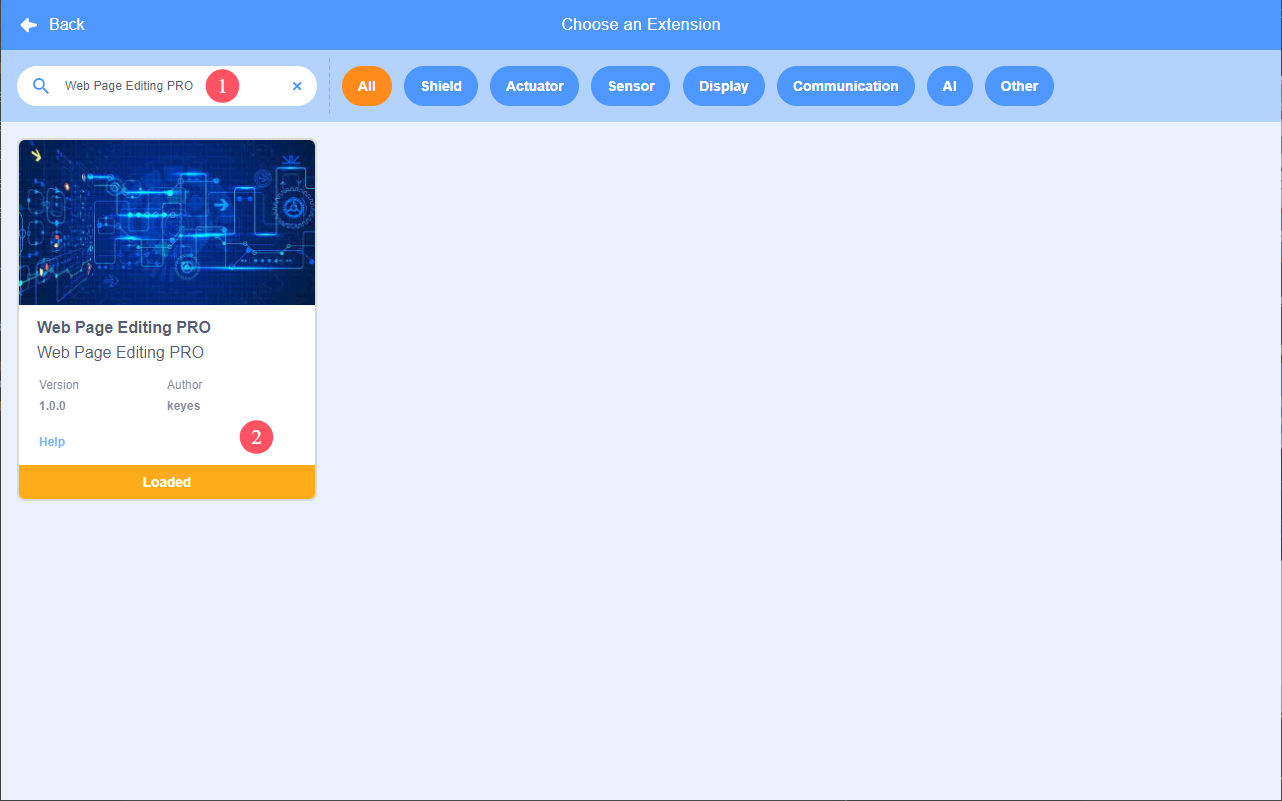 Back
Choose an Extension
Web Page Editing PRO 1 ×
All Shield Actuator Sensor Display Communication AI Other
Web Page Editing PRO
Web Page Editing PRO
Version Author
1.0.0 keyes
Help
2
Loaded